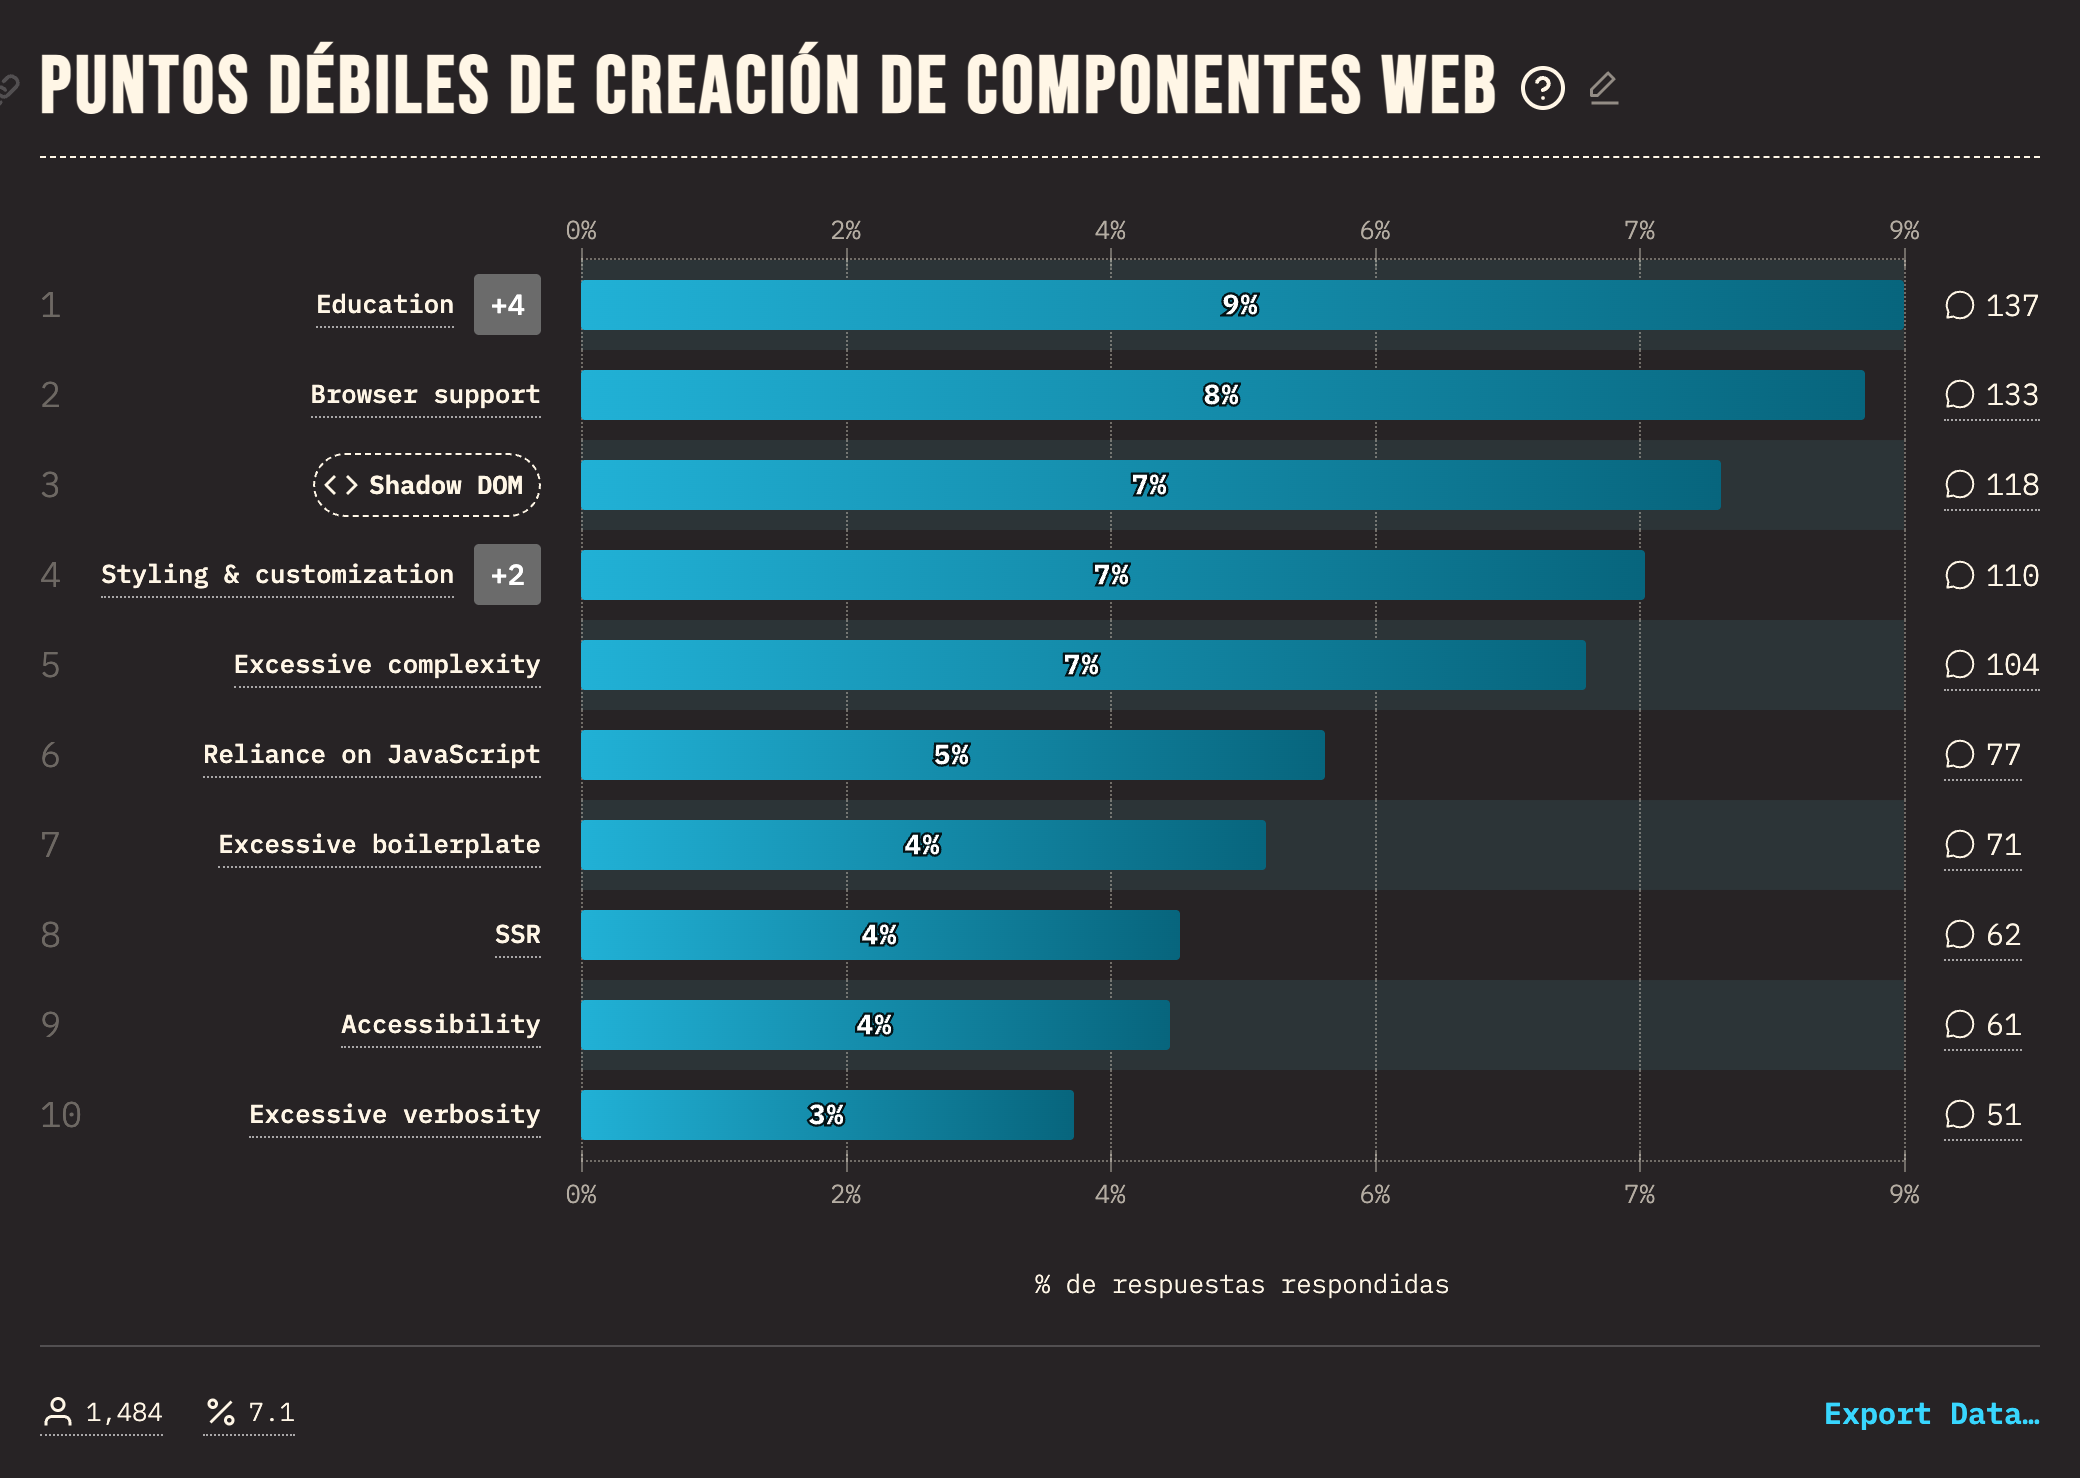 PUNTOS DÉBILES DE CREACIÓN DE COMPONENTES WEB
0% 2% 4% 6% 7% 9%
1 Education +4 9% 137
2 Browser support 8% 133
3 <> Shadow DOM 7% 118
4 Styling & customization +2 7% 110
5 Excessive complexity 7% 104
6 Reliance on JavaScript 5% 77
7 Excessive boilerplate 4% 71
8 SSR 4% 62
9 Accessibility 4% 61
10 Excessive verbosity 3% 51
0% 2% 4% 6% 7% 9%
% de respuestas respondidas
1,484 % 7.1 Export Data…